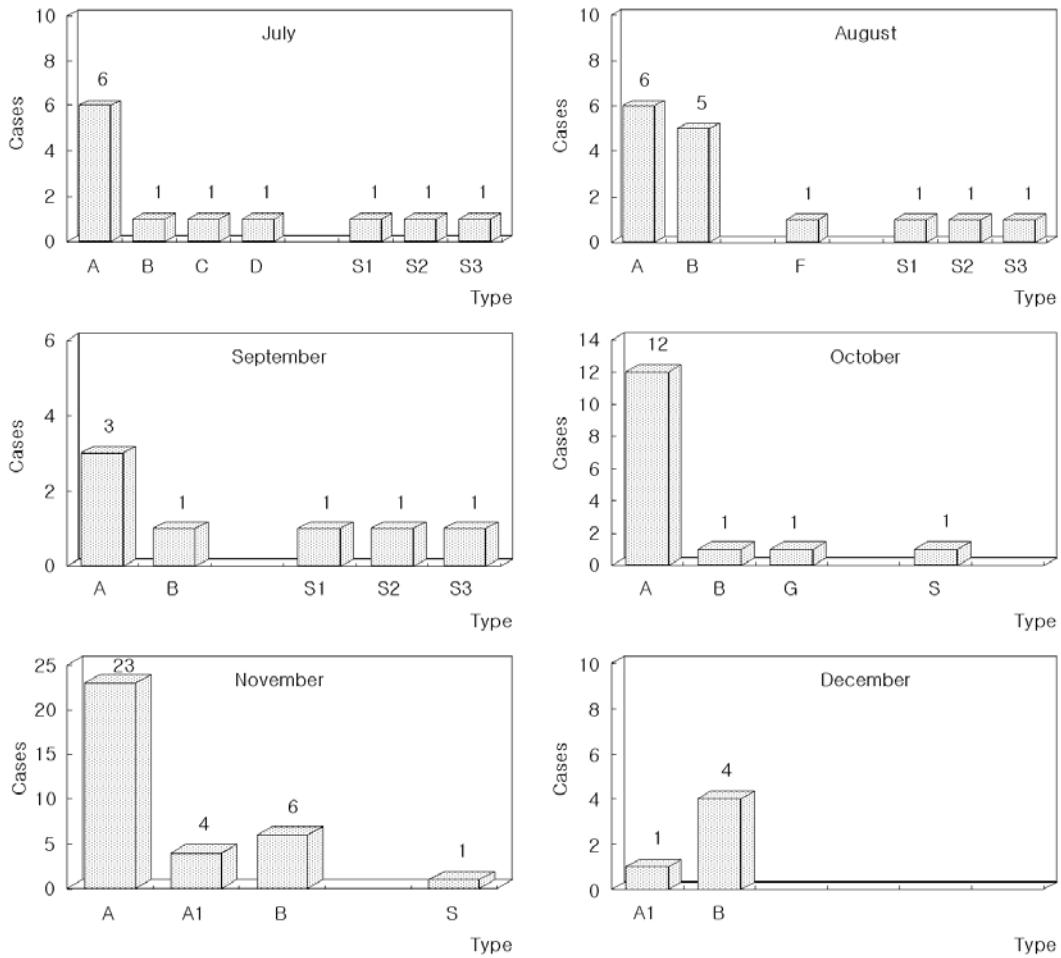 July
10
8
6
4
2
0
Cases
6
1
1
1
1
1
1
A B C D S1 S2 S3
Type
August
10
8
6
4
2
0
Cases
6
5
1
1
1
1
A B F S1 S2 S3
Type
September
6
4
2
0
Cases
3
1
1
1
1
A B S1 S2 S3
Type
October
14
12
10
8
6
4
2
0
Cases
12
1
1
1
A B G S
Type
November
25
20
15
10
5
0
Cases
23
4
6
1
A A1 B S
Type
December
10
8
6
4
2
0
Cases
1
4
A1 B
Type